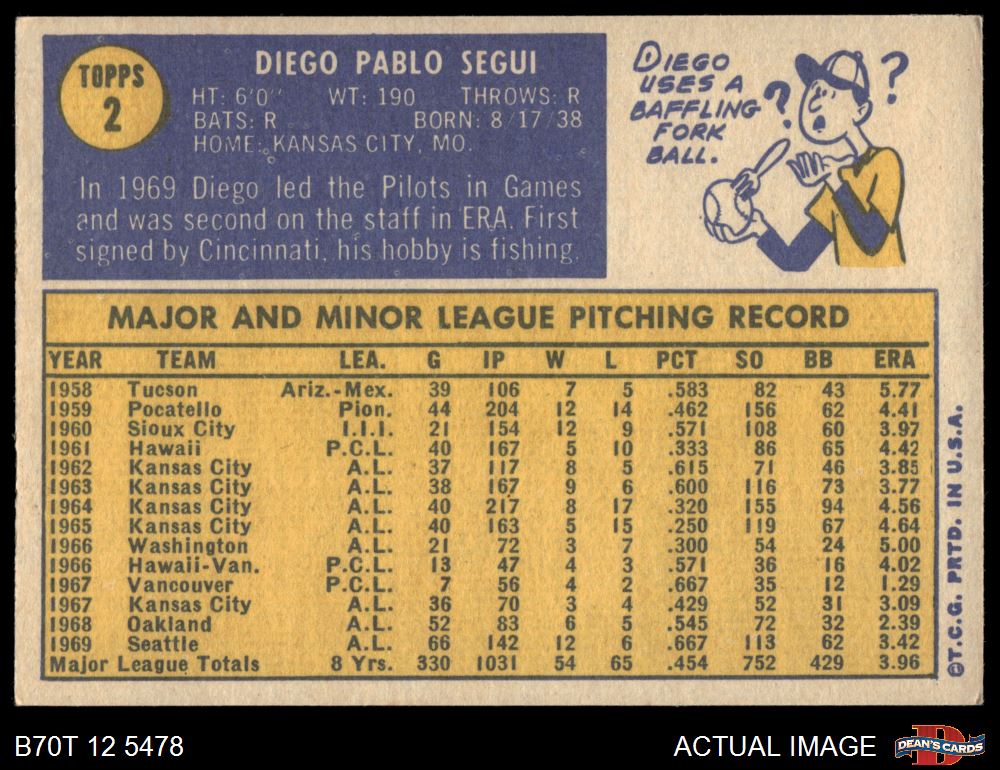 TOPPS
2
DIEGO PABLO SEGUI
HT: 6'0" WT: 190 THROWS: R
BATS: R BORN: 8/17/38
HOME: KANSAS CITY, MO.
In 1969 Diego led the Pilots in Games
and was second on the staff in ERA. First
signed by Cincinnati, his hobby is fishing.
DIEGO
USES A
BAFFLING
FORK
BALL.
? ?
MAJOR AND MINOR LEAGUE PITCHING RECORD
YEAR TEAM LEA. G IP W L PCT SO BB ERA
1958 Tucson Ariz.-Mex. 39 106 7 5 .583 82 43 5.77
1959 Pocatello Pion. 44 204 12 14 .462 156 62 4.41
1960 Sioux City I.I.I. 21 154 12 9 .571 108 60 3.97
1961 Hawaii P.C.L. 40 167 5 10 .333 86 65 4.42
1962 Kansas City A.L. 37 117 8 5 .615 71 46 3.85
1963 Kansas City A.L. 38 167 9 6 .600 116 73 3.77
1964 Kansas City A.L. 40 217 8 17 .320 155 94 4.56
1965 Kansas City A.L. 40 163 5 15 .250 119 67 4.64
1966 Washington A.L. 21 72 3 7 .300 54 24 5.00
1966 Hawaii-Van. P.C.L. 13 47 4 3 .571 36 16 4.02
1967 Vancouver P.C.L. 7 56 4 2 .667 35 12 1.29
1967 Kansas City A.L. 36 70 3 4 .429 52 31 3.09
1968 Oakland A.L. 52 83 6 5 .545 72 32 2.39
1969 Seattle A.L. 66 142 12 6 .667 113 62 3.42
Major League Totals 8 Yrs. 330 1031 54 65 .454 752 429 3.96
©T.C.G. PRTD. IN U.S.A.
B70T 12 5478
ACTUAL IMAGE
D
DEAN'S CARDS